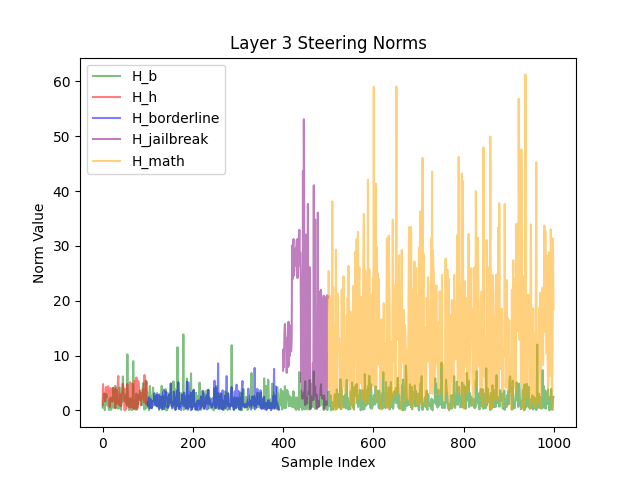 Layer 3 Steering Norms
H_b
H_h
H_borderline
H_jailbreak
H_math
Norm Value
60
50
40
30
20
10
0
0 200 400 600 800 1000
Sample Index